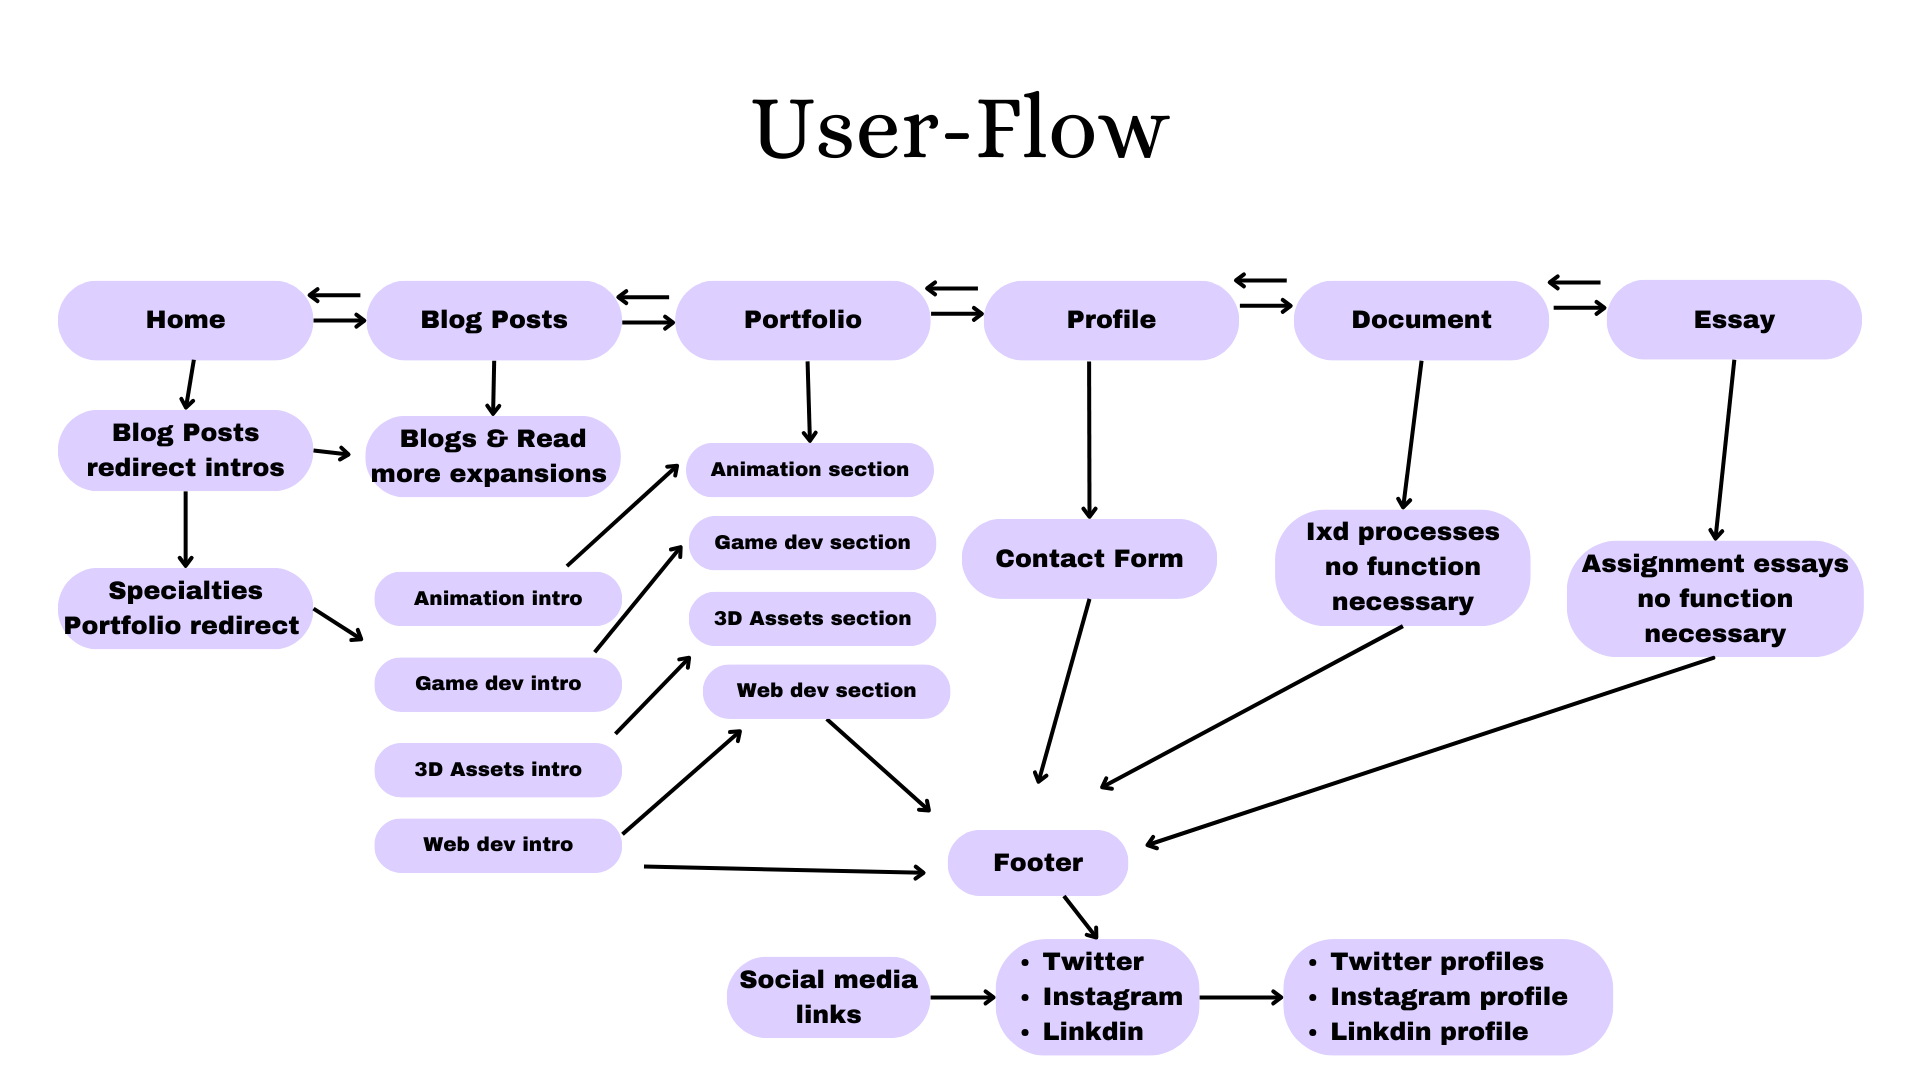 User-Flow
Home
Blog Posts
Portfolio
Profile
Document
Essay
Blog Posts
redirect intros
Blogs & Read
more expansions
Animation section
Game dev section
3D Assets section
Web dev section
Specialties
Portfolio redirect
Animation intro
Game dev intro
3D Assets intro
Web dev intro
Contact Form
Ixd processes
no function
necessary
Assignment essays
no function
necessary
Footer
Social media
links
• Twitter
• Instagram
• Linkdin
• Twitter profiles
• Instagram profile
• Linkdin profile